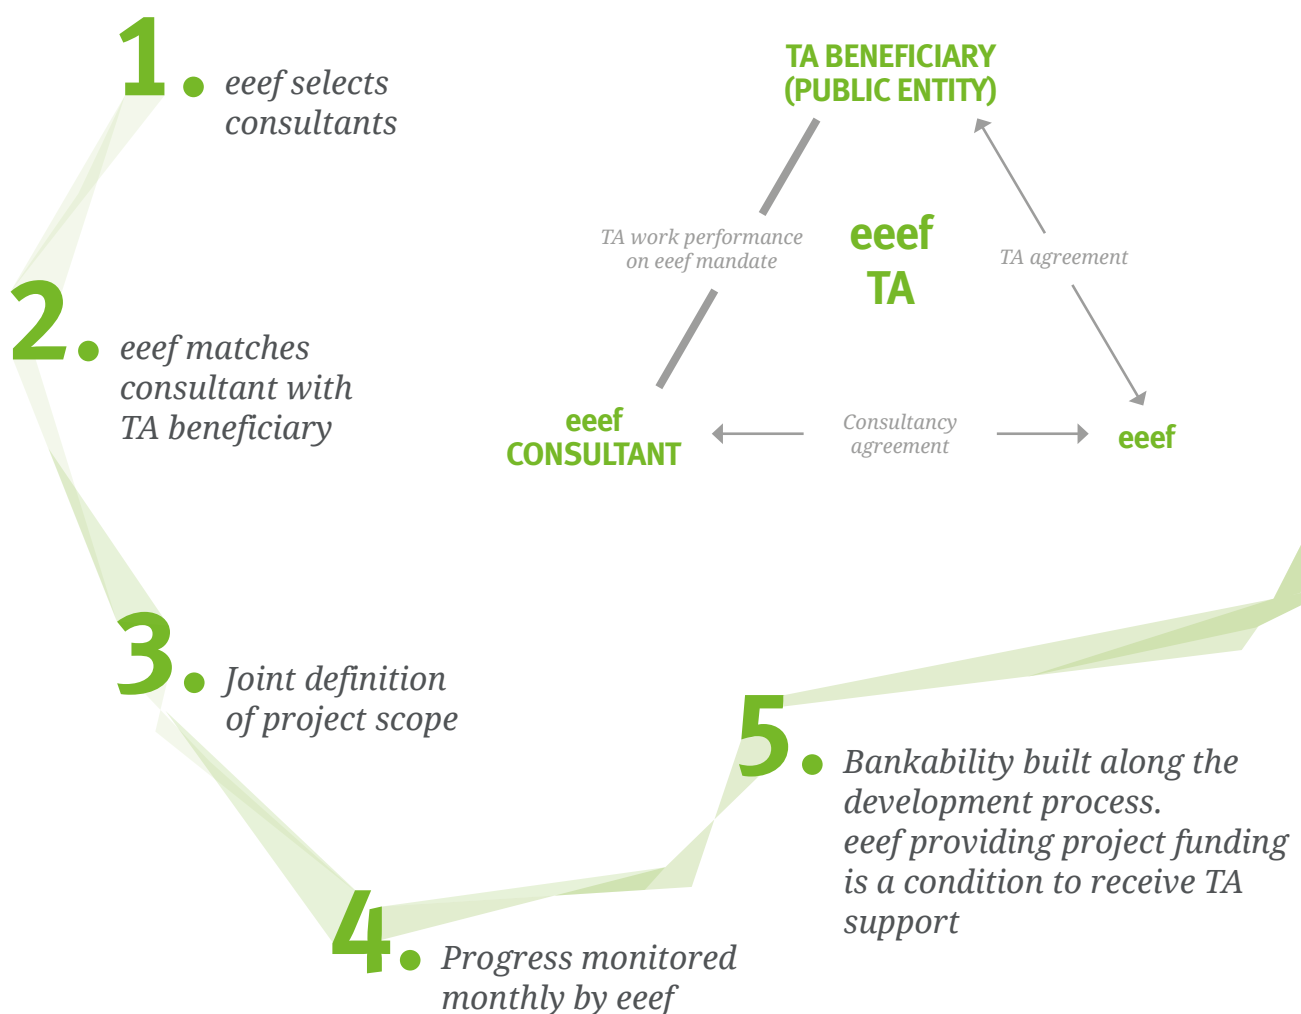 1.
eeef selects
consultants
TA BENEFICIARY
(PUBLIC ENTITY)
TA work performance
on eeef mandate
eeef
TA
TA agreement
eeef
CONSULTANT
Consultancy
agreement
eeef
2.
eeef matches
consultant with
TA beneficiary
3.
Joint definition
of project scope
4.
Progress monitored
monthly by eeef
5.
Bankability built along the
development process.
eeef providing project funding
is a condition to receive TA
support